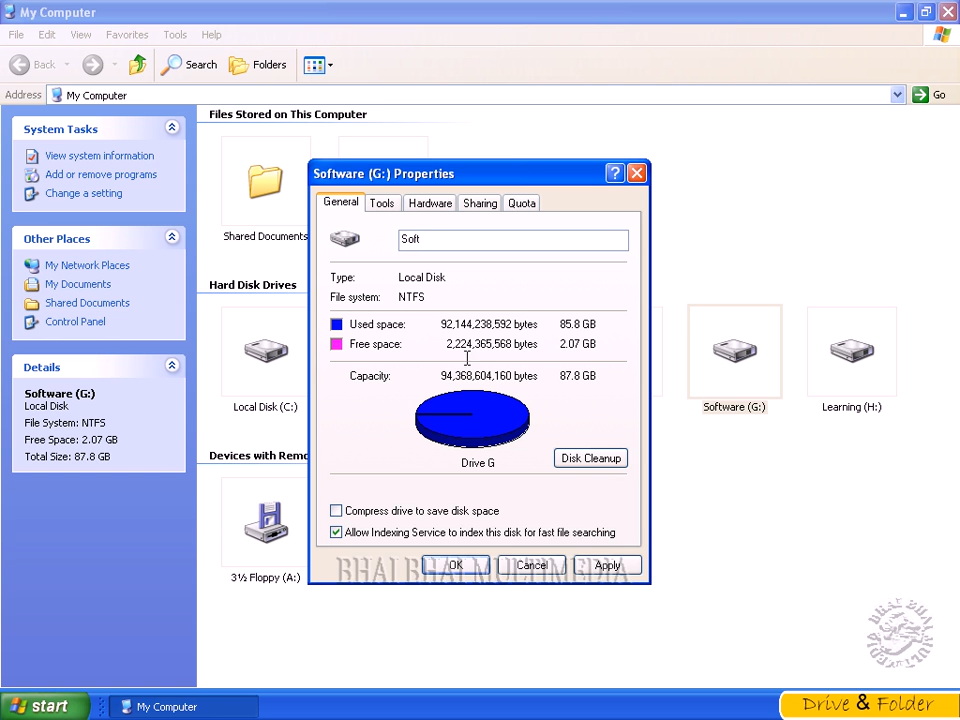 My Computer
File Edit View Favorites Tools Help
Back Search Folders
Address My Computer Go
System Tasks
View system information
Add or remove programs
Change a setting
Other Places
My Network Places
My Documents
Shared Documents
Control Panel
Details
Software (G:)
Local Disk
File System: NTFS
Free Space: 2.07 GB
Total Size: 87.8 GB
Files Stored on This Computer
Shared Documents
Hard Disk Drives
Local Disk (C:)
Software (G:)
Learning (H:)
Devices with Remo
3½ Floppy (A:)
Software (G:) Properties
General Tools Hardware Sharing Quota
Soft
Type: Local Disk
File system: NTFS
Used space: 92,144,238,592 bytes 85.8 GB
Free space: 2,224,365,568 bytes 2.07 GB
Capacity: 94,368,604,160 bytes 87.8 GB
Drive G
Disk Cleanup
Compress drive to save disk space
Allow Indexing Service to index this disk for fast file searching
OK Cancel Apply
BHAI BHAI MULTIMEDIA
BHAI BHAI MULTIMEDIA
start My Computer
Drive & Folder